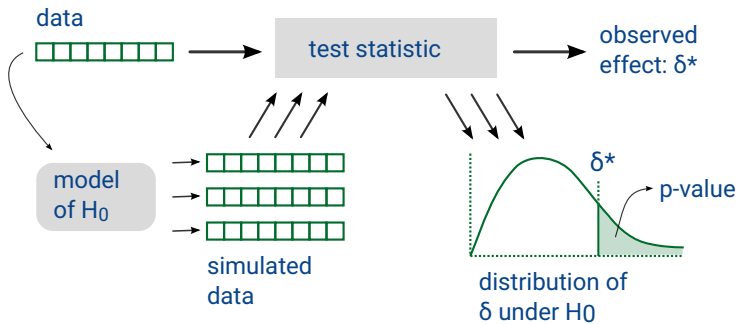 data
test statistic
observed
effect: δ*
model
of H₀
simulated
data
δ*
p-value
distribution of
δ under H0